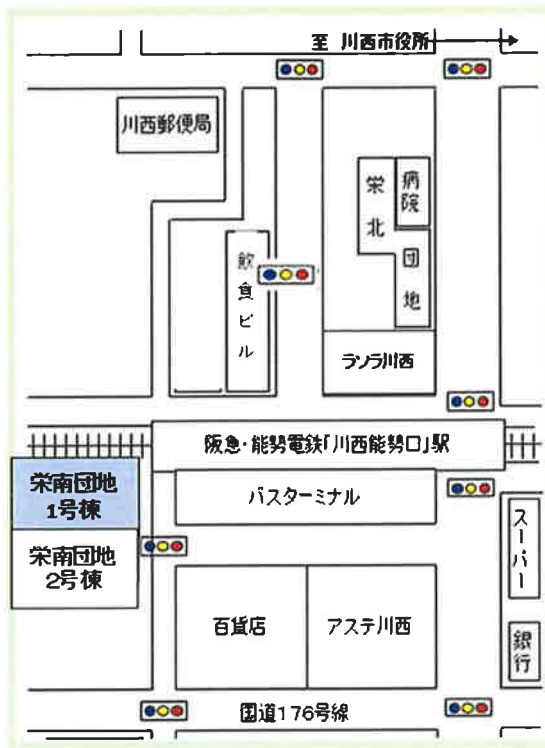 至 川西市役所
川西郵便局
病院
栄北団地
飲食ビル
ラソラ川西
阪急・能勢電鉄「川西能勢口」駅
栄南団地
1号棟
バスターミナル
スーパー
栄南団地
2号棟
百貨店
アステ川西
銀行
国道176号線